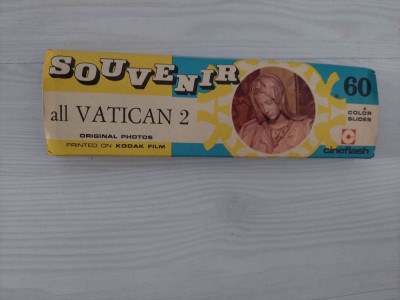 SOUVENIR
all VATICAN 2
ORIGINAL PHOTOS
PRINTED ON KODAK FILM
60
COLOR
SLIDES
cineflash